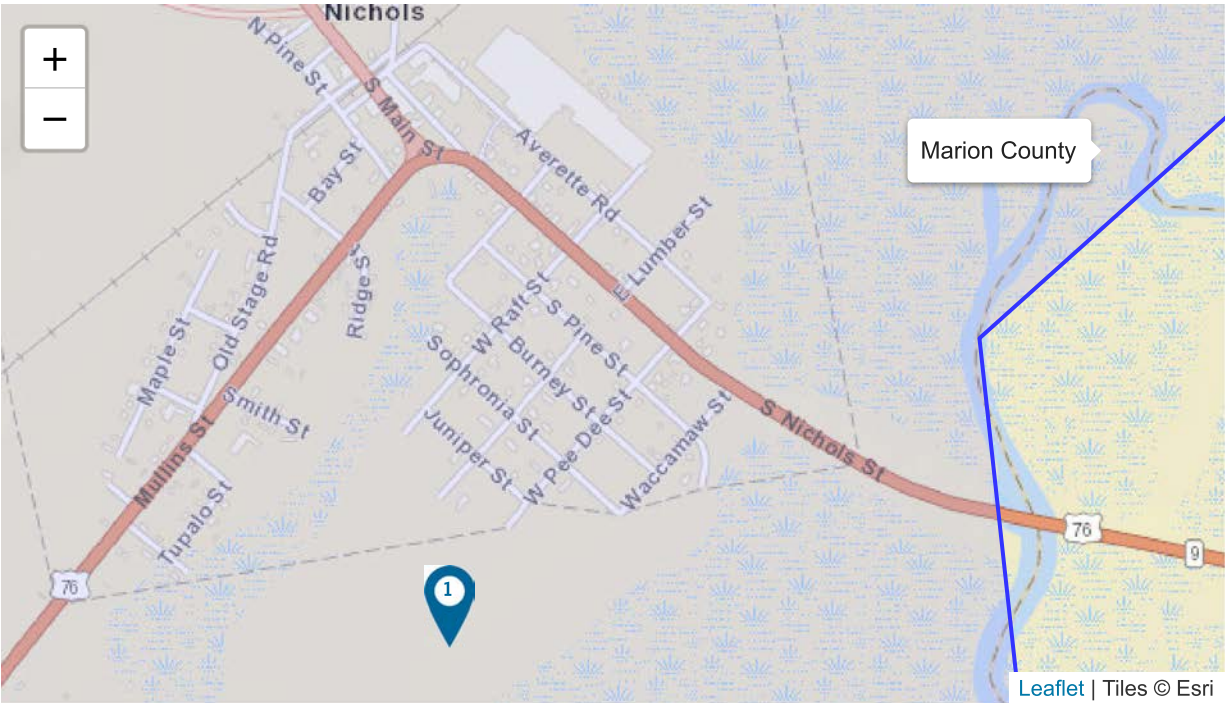 Nichols
+
−
N Pine St
S Main St
Averette Rd
Marion County
Bay St
E Lumber St
Old Stage Rd
Ridge S
W Raft St
S Pine St
Maple St
Sophronia St
Burney St
Smith St
Juniper St
W Pee Dee St
Waccamaw St
S Nichols St
Mullins St
Tupalo St
76
9
76
1
Leaflet | Tiles © Esri